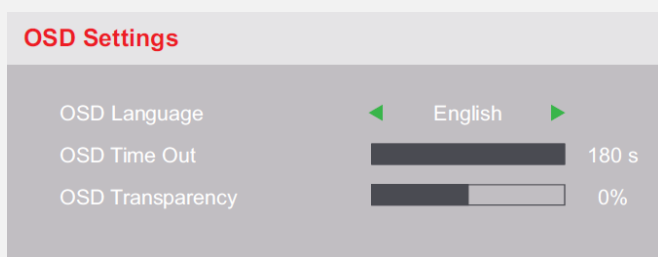 OSD Settings
OSD Language English
OSD Time Out 180 s
OSD Transparency 0%